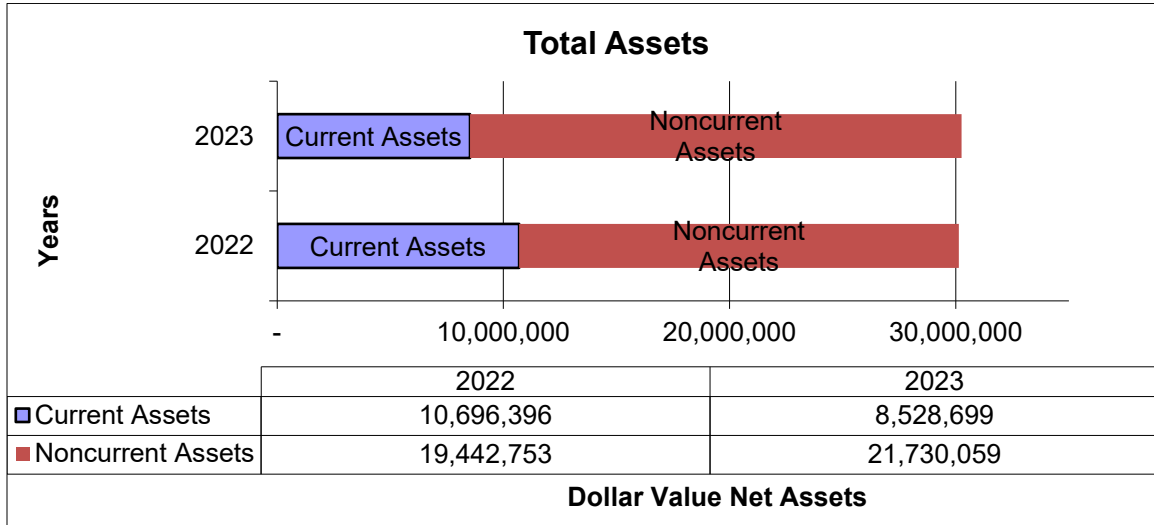 Total Assets
Years
2023
Current Assets
Noncurrent
Assets
2022
Current Assets
Noncurrent
Assets
- 10,000,000 20,000,000 30,000,000
2022 2023
Current Assets 10,696,396 8,528,699
Noncurrent Assets 19,442,753 21,730,059
Dollar Value Net Assets